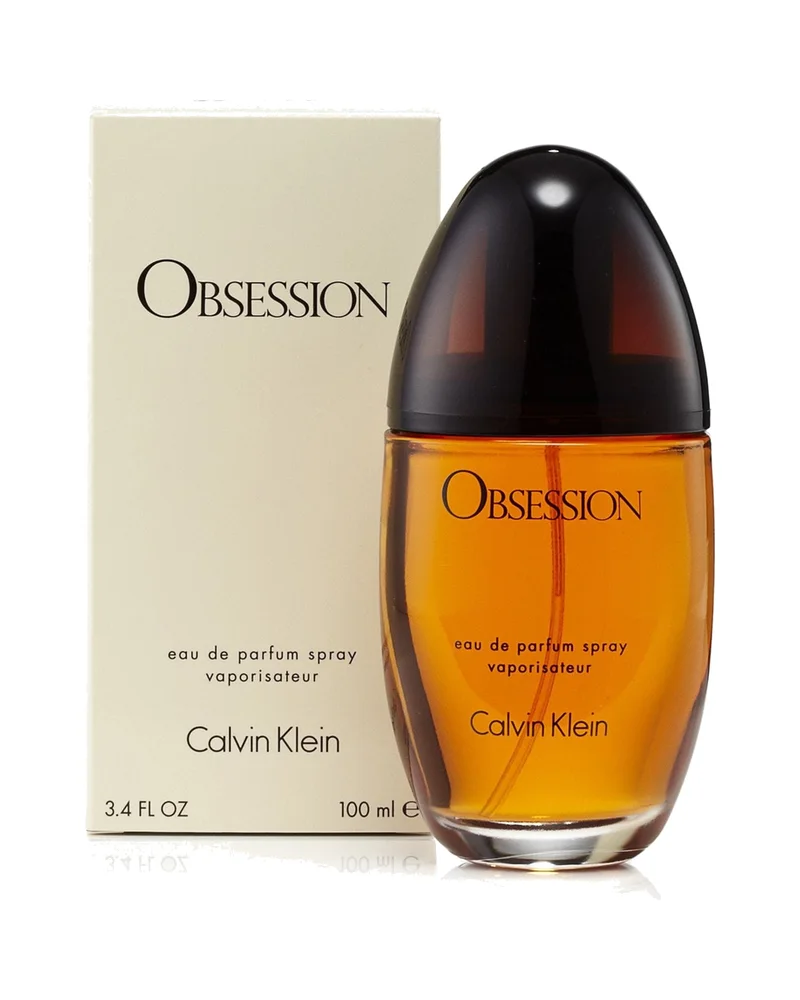 OBSESSION
eau de parfum spray
vaporisateur
Calvin Klein
3.4 FL OZ 100 ml ℮
OBSESSION
eau de parfum spray
vaporisateur
Calvin Klein